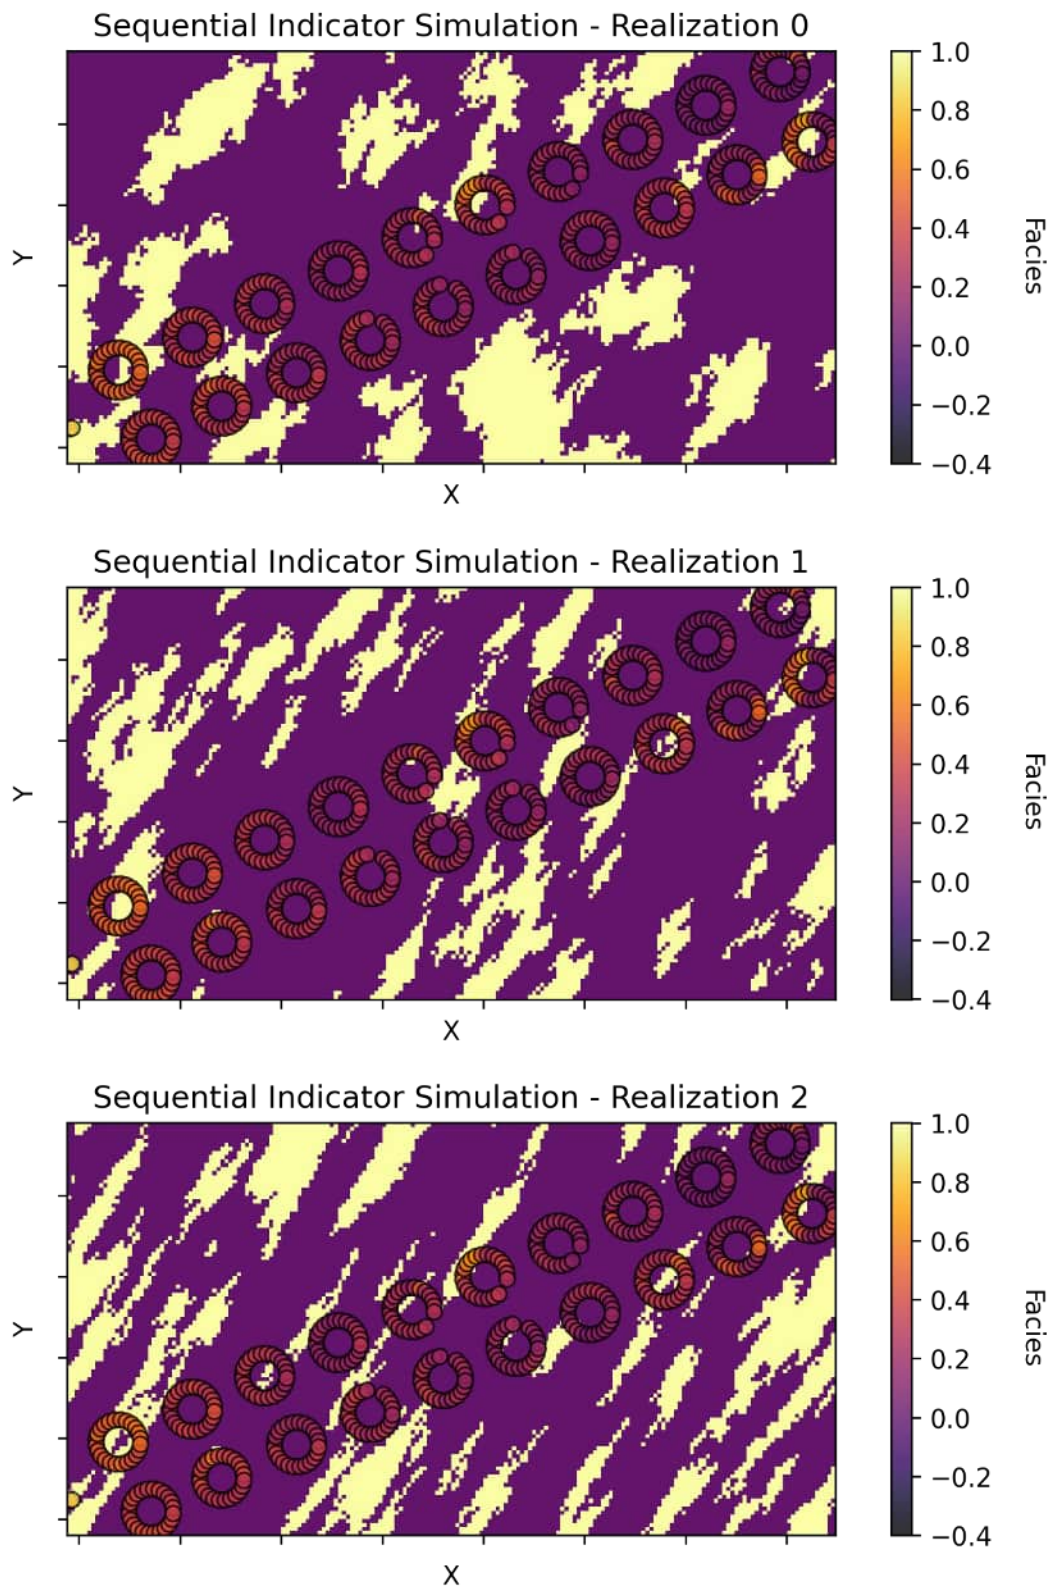 Sequential Indicator Simulation - Realization 0
1.0
0.8
0.6
0.4
0.2
0.0
−0.2
−0.4
Facies
Y
X
Sequential Indicator Simulation - Realization 1
1.0
0.8
0.6
0.4
0.2
0.0
−0.2
−0.4
Facies
Y
X
Sequential Indicator Simulation - Realization 2
1.0
0.8
0.6
0.4
0.2
0.0
−0.2
−0.4
Facies
Y
X